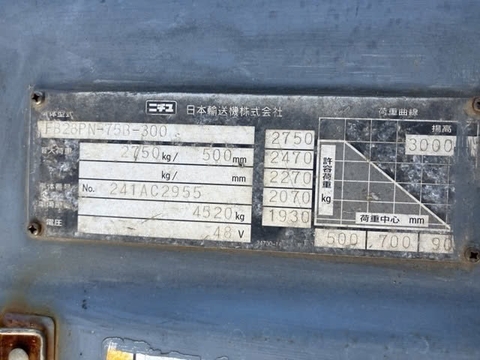 ニチユ 日本輸送機株式会社
FB28PN-75B-300
2750 kg/ 500 mm
kg/ mm
No. 241AC2955
4520 kg
電圧 48 V
荷重曲線
揚高
3000
2750
2470
2270
2070
1930
許容荷重 kg
荷重中心 mm
500 700 90